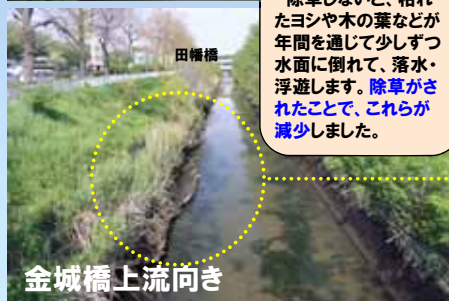 除草しないと、枯れ
たヨシや木の葉などが
年間を通じて少しずつ
水面に倒れて、落水・
浮遊します。除草がさ
れたことで、これらが
減少しました。
田幡橋
金城橋上流向き